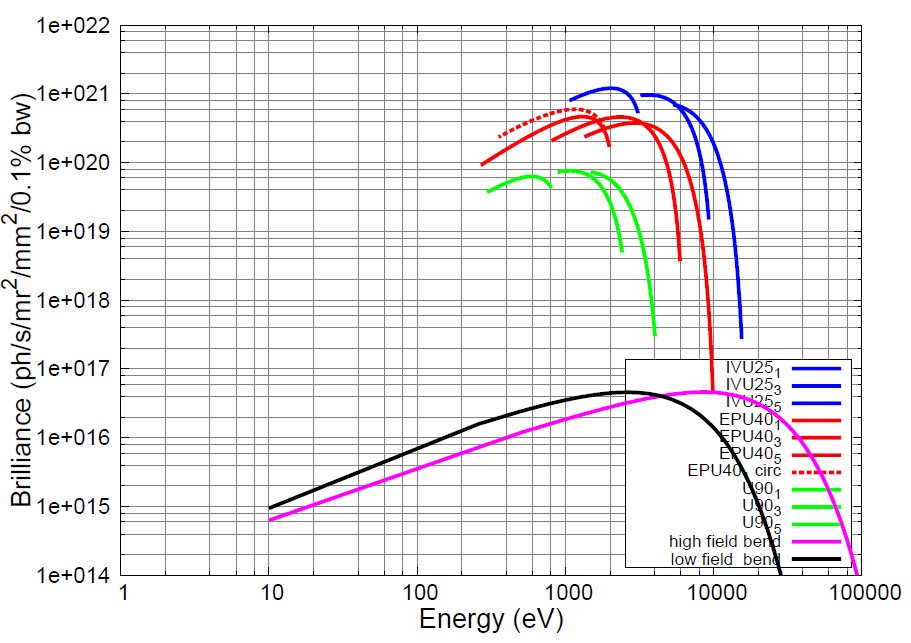 1e+022
1e+021
1e+020
1e+019
1e+018
1e+017
1e+016
1e+015
1e+014
Brilliance (ph/s/mr²/mm²/0.1% bw)
1 10 100 1000 10000 100000
Energy (eV)
IVU25₁
IVU25₃
IVU25₅
EPU40₁
EPU40₃
EPU40₅
EPU40₁ circ
U90₁
U90₃
U90₅
high field bend
low field bend